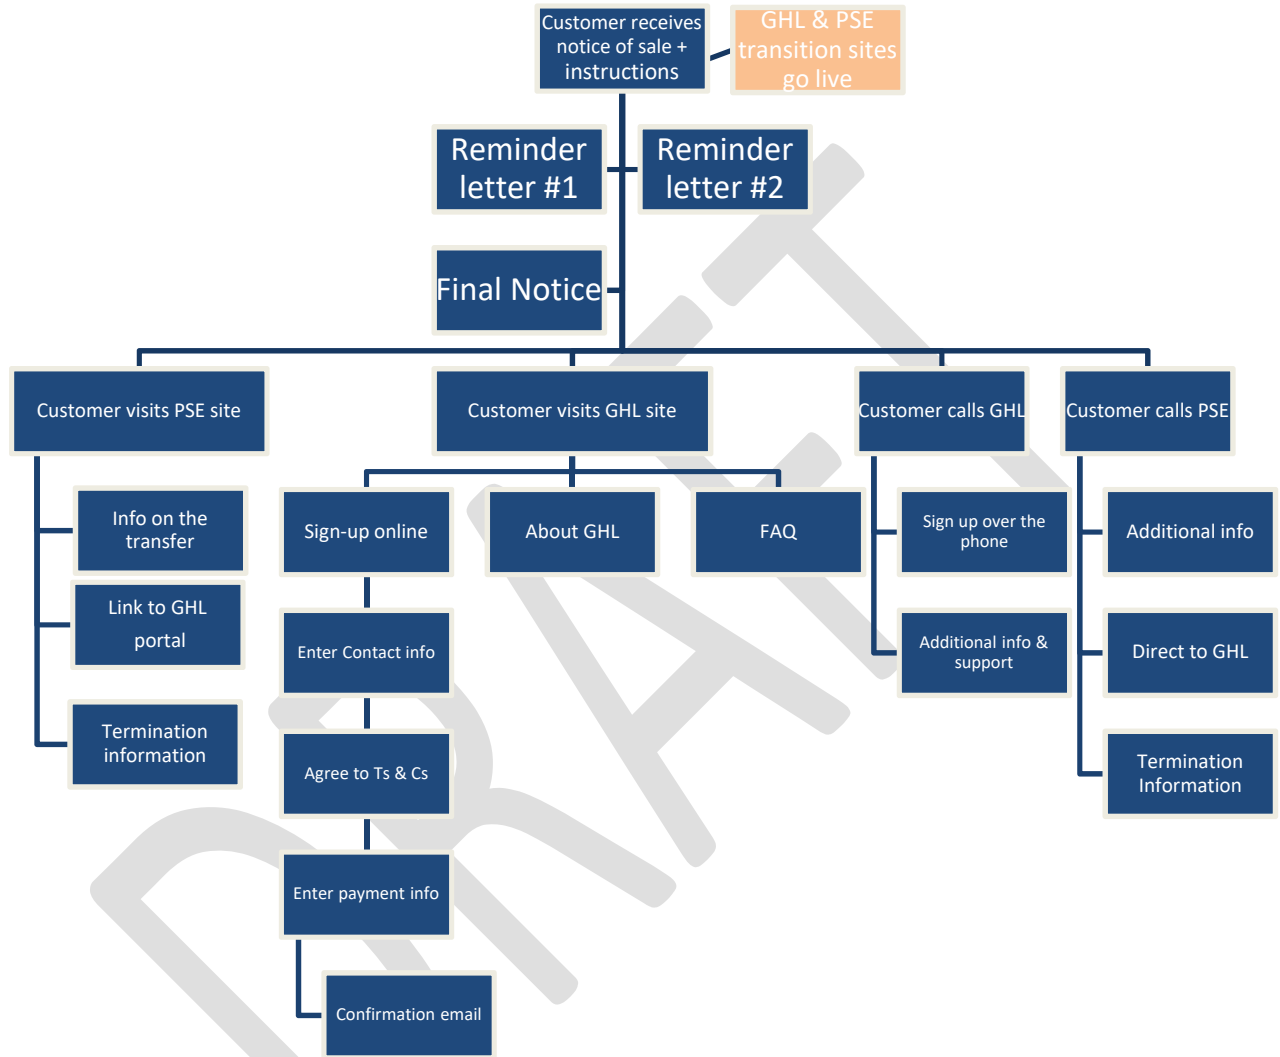 Customer receives
notice of sale +
instructions
GHL & PSE
transition sites
go live
Reminder
letter #1
Reminder
letter #2
Final Notice
Customer visits PSE site
Customer visits GHL site
Customer calls GHL
Customer calls PSE
Info on the
transfer
Link to GHL
portal
Termination
information
Sign-up online
About GHL
FAQ
Enter Contact info
Agree to Ts & Cs
Enter payment info
Confirmation email
Sign up over the
phone
Additional info &
support
Additional info
Direct to GHL
Termination
Information
DRAFT